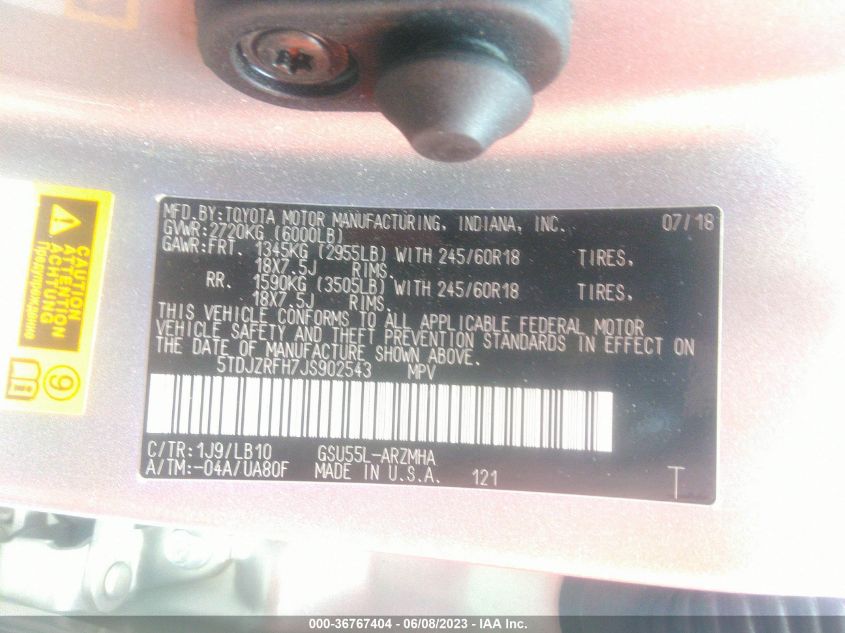 MFD.BY:TOYOTA MOTOR MANUFACTURING, INDIANA, INC. 07/18
GVWR:2720KG (6000LB)
GAWR:FRT. 1345KG (2955LB) WITH 245/60R18 TIRES,
18X7.5J RIMS.
RR. 1590KG (3505LB) WITH 245/60R18 TIRES,
18X7.5J RIMS.
THIS VEHICLE CONFORMS TO ALL APPLICABLE FEDERAL MOTOR
VEHICLE SAFETY AND THEFT PREVENTION STANDARDS IN EFFECT ON
THE DATE OF MANUFACTURE SHOWN ABOVE.
5TDJZRFH7JS902543 MPV
C/TR:1J9/LB10 GSU55L-ARZMHA
A/TM:-04A/UA80F MADE IN U.S.A. 121 T
CAUTION
ATTENTION
ACHTUNG
Предупреждение
9
000-36767404 - 06/08/2023 - IAA Inc.